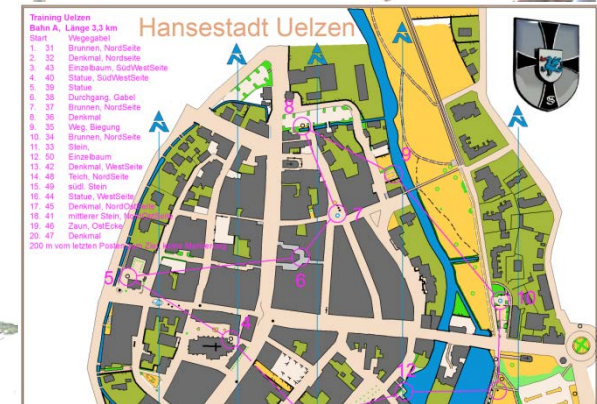 Training Uelzen
Hansestadt Uelzen
Bahn A, Länge 3,3 km
Start Wegegabel
1. 31 Brunnen, NordSeite
2. 32 Denkmal, Nordseite
3. 43 Einzelbaum, SüdWestSeite
4. 40 Statue, SüdWestSeite
5. 39 Statue
6. 38 Durchgang, Gabel
7. 37 Brunnen, NordSeite
8. 36 Denkmal
9. 35 Weg, Biegung
10. 34 Brunnen, NordSeite
11. 33 Stein,
12. 50 Einzelbaum
13. 42 Denkmal, WestSeite
14. 48 Teich, NordSeite
15. 49 südl. Stein
16. 44 Statue, WestSeite
17. 45 Denkmal,
18. 41 mittlerer Stein,
19. 46 Zaun, OstEcke
20. 47 Denkmal
200 m vom letzten Posten
8
9
7
6
5
10
4
S